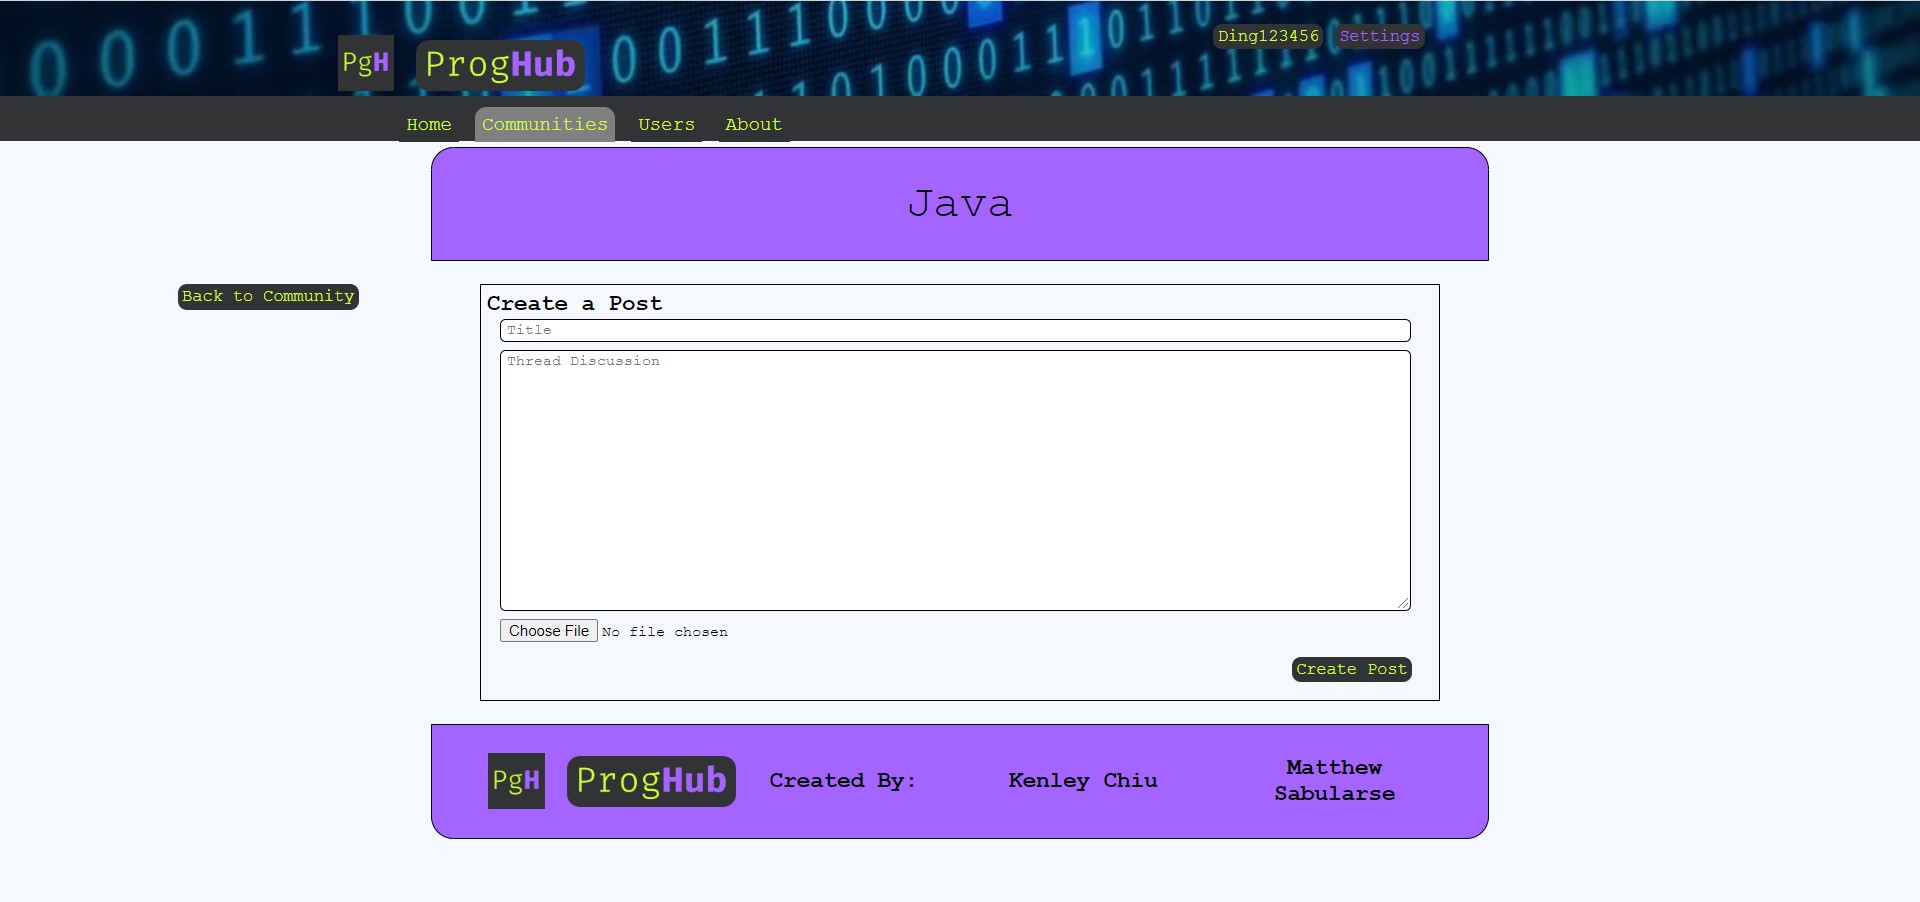 PgH ProgHub
Ding123456 Settings
Home Communities Users About
Java
Back to Community
Create a Post
Title
Thread Discussion
Choose File No file chosen
Create Post
PgH ProgHub Created By: Kenley Chiu Matthew
Sabularse